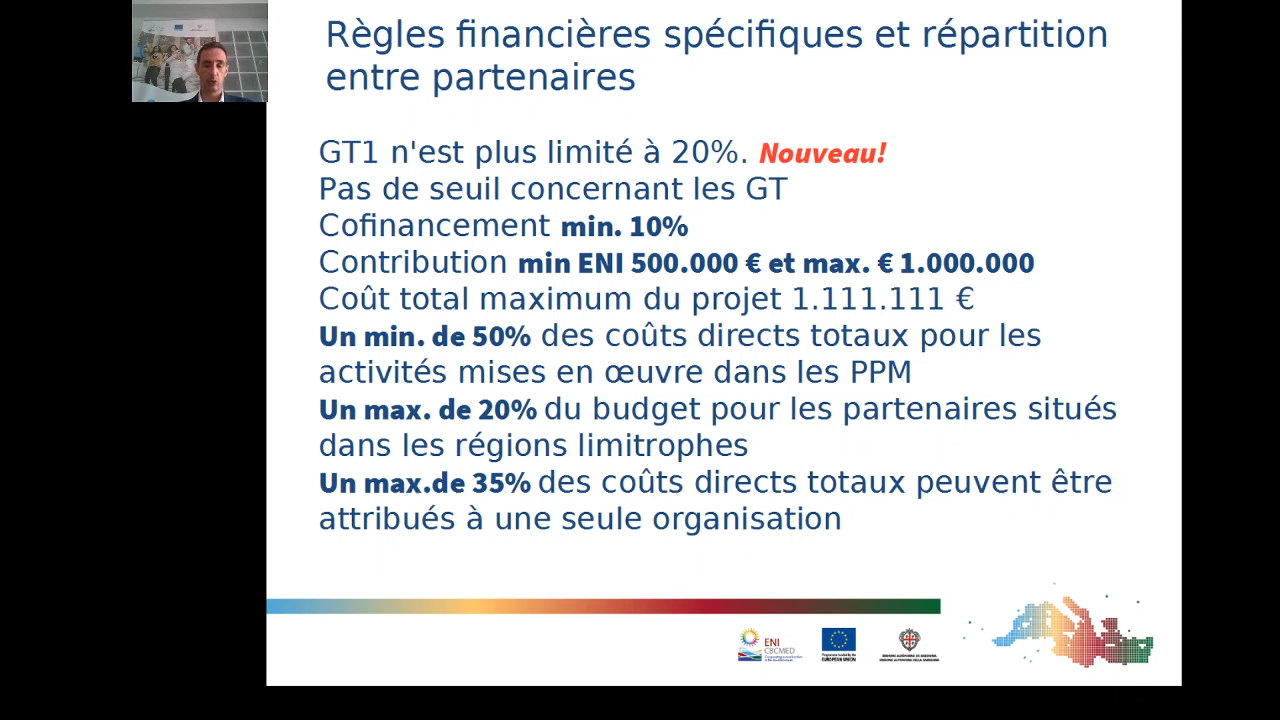 Règles financières spécifiques et répartition
entre partenaires
GT1 n'est plus limité à 20%. Nouveau!
Pas de seuil concernant les GT
Cofinancement min. 10%
Contribution min ENI 500.000 € et max. € 1.000.000
Coût total maximum du projet 1.111.111 €
Un min. de 50% des coûts directs totaux pour les
activités mises en œuvre dans les PPM
Un max. de 20% du budget pour les partenaires situés
dans les régions limitrophes
Un max.de 35% des coûts directs totaux peuvent être
attribués à une seule organisation
ENI
CBCMED
EUROPEAN UNION